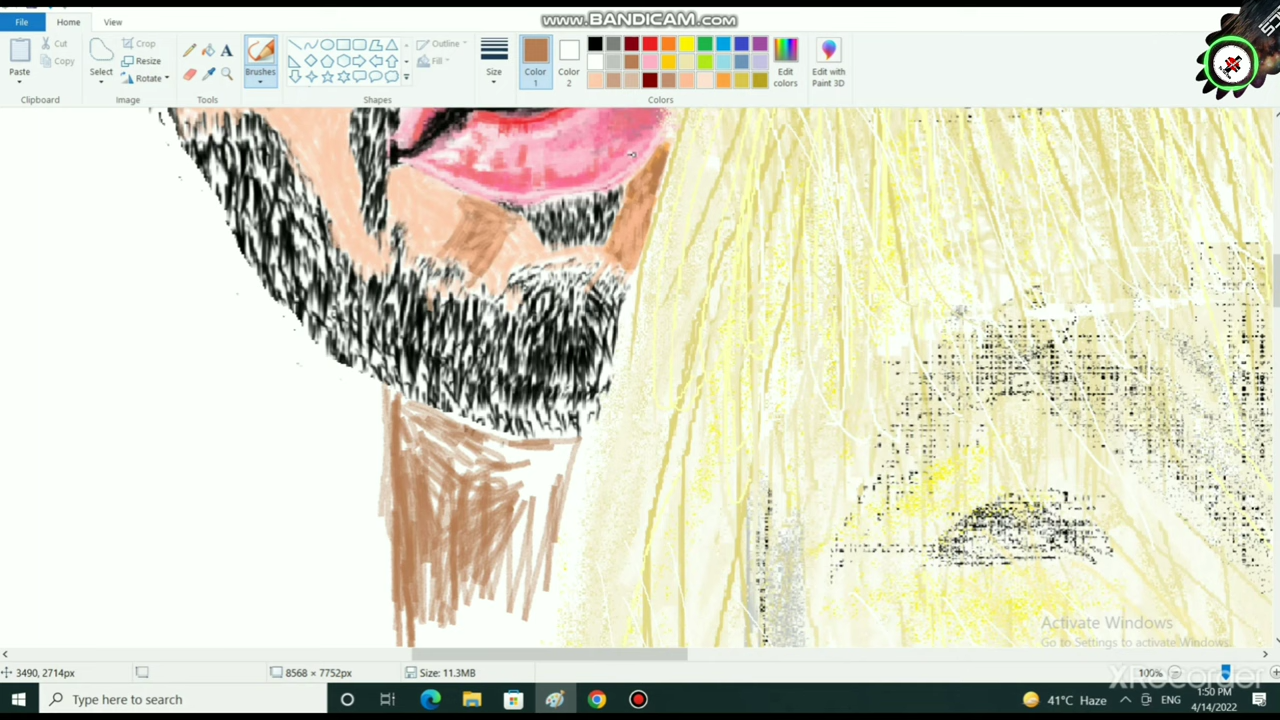 www.BANDICAM.com
File Home View
Paste
Cut
Copy
Clipboard
Select
Crop
Resize
Rotate
Image
Tools
Brushes
Shapes
Outline
Fill
Size
Color
1
Color
2
Colors
Edit
colors
Edit with
Paint 3D
Activate Windows
Go to Settings to activate Windows.
3490, 2714px
8568 × 7752px
Size: 11.3MB
100%
XRecorder
Type here to search
41°C Haze
ENG
1:50 PM
4/14/2022